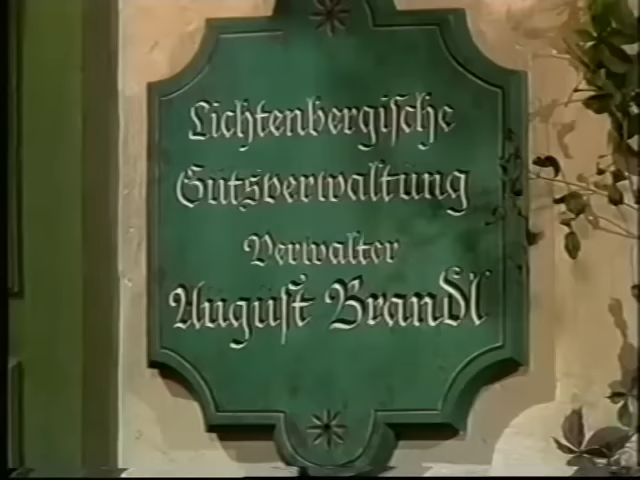 Lichtenbergische
Gutsverwaltung
Verwalter
August Brandl